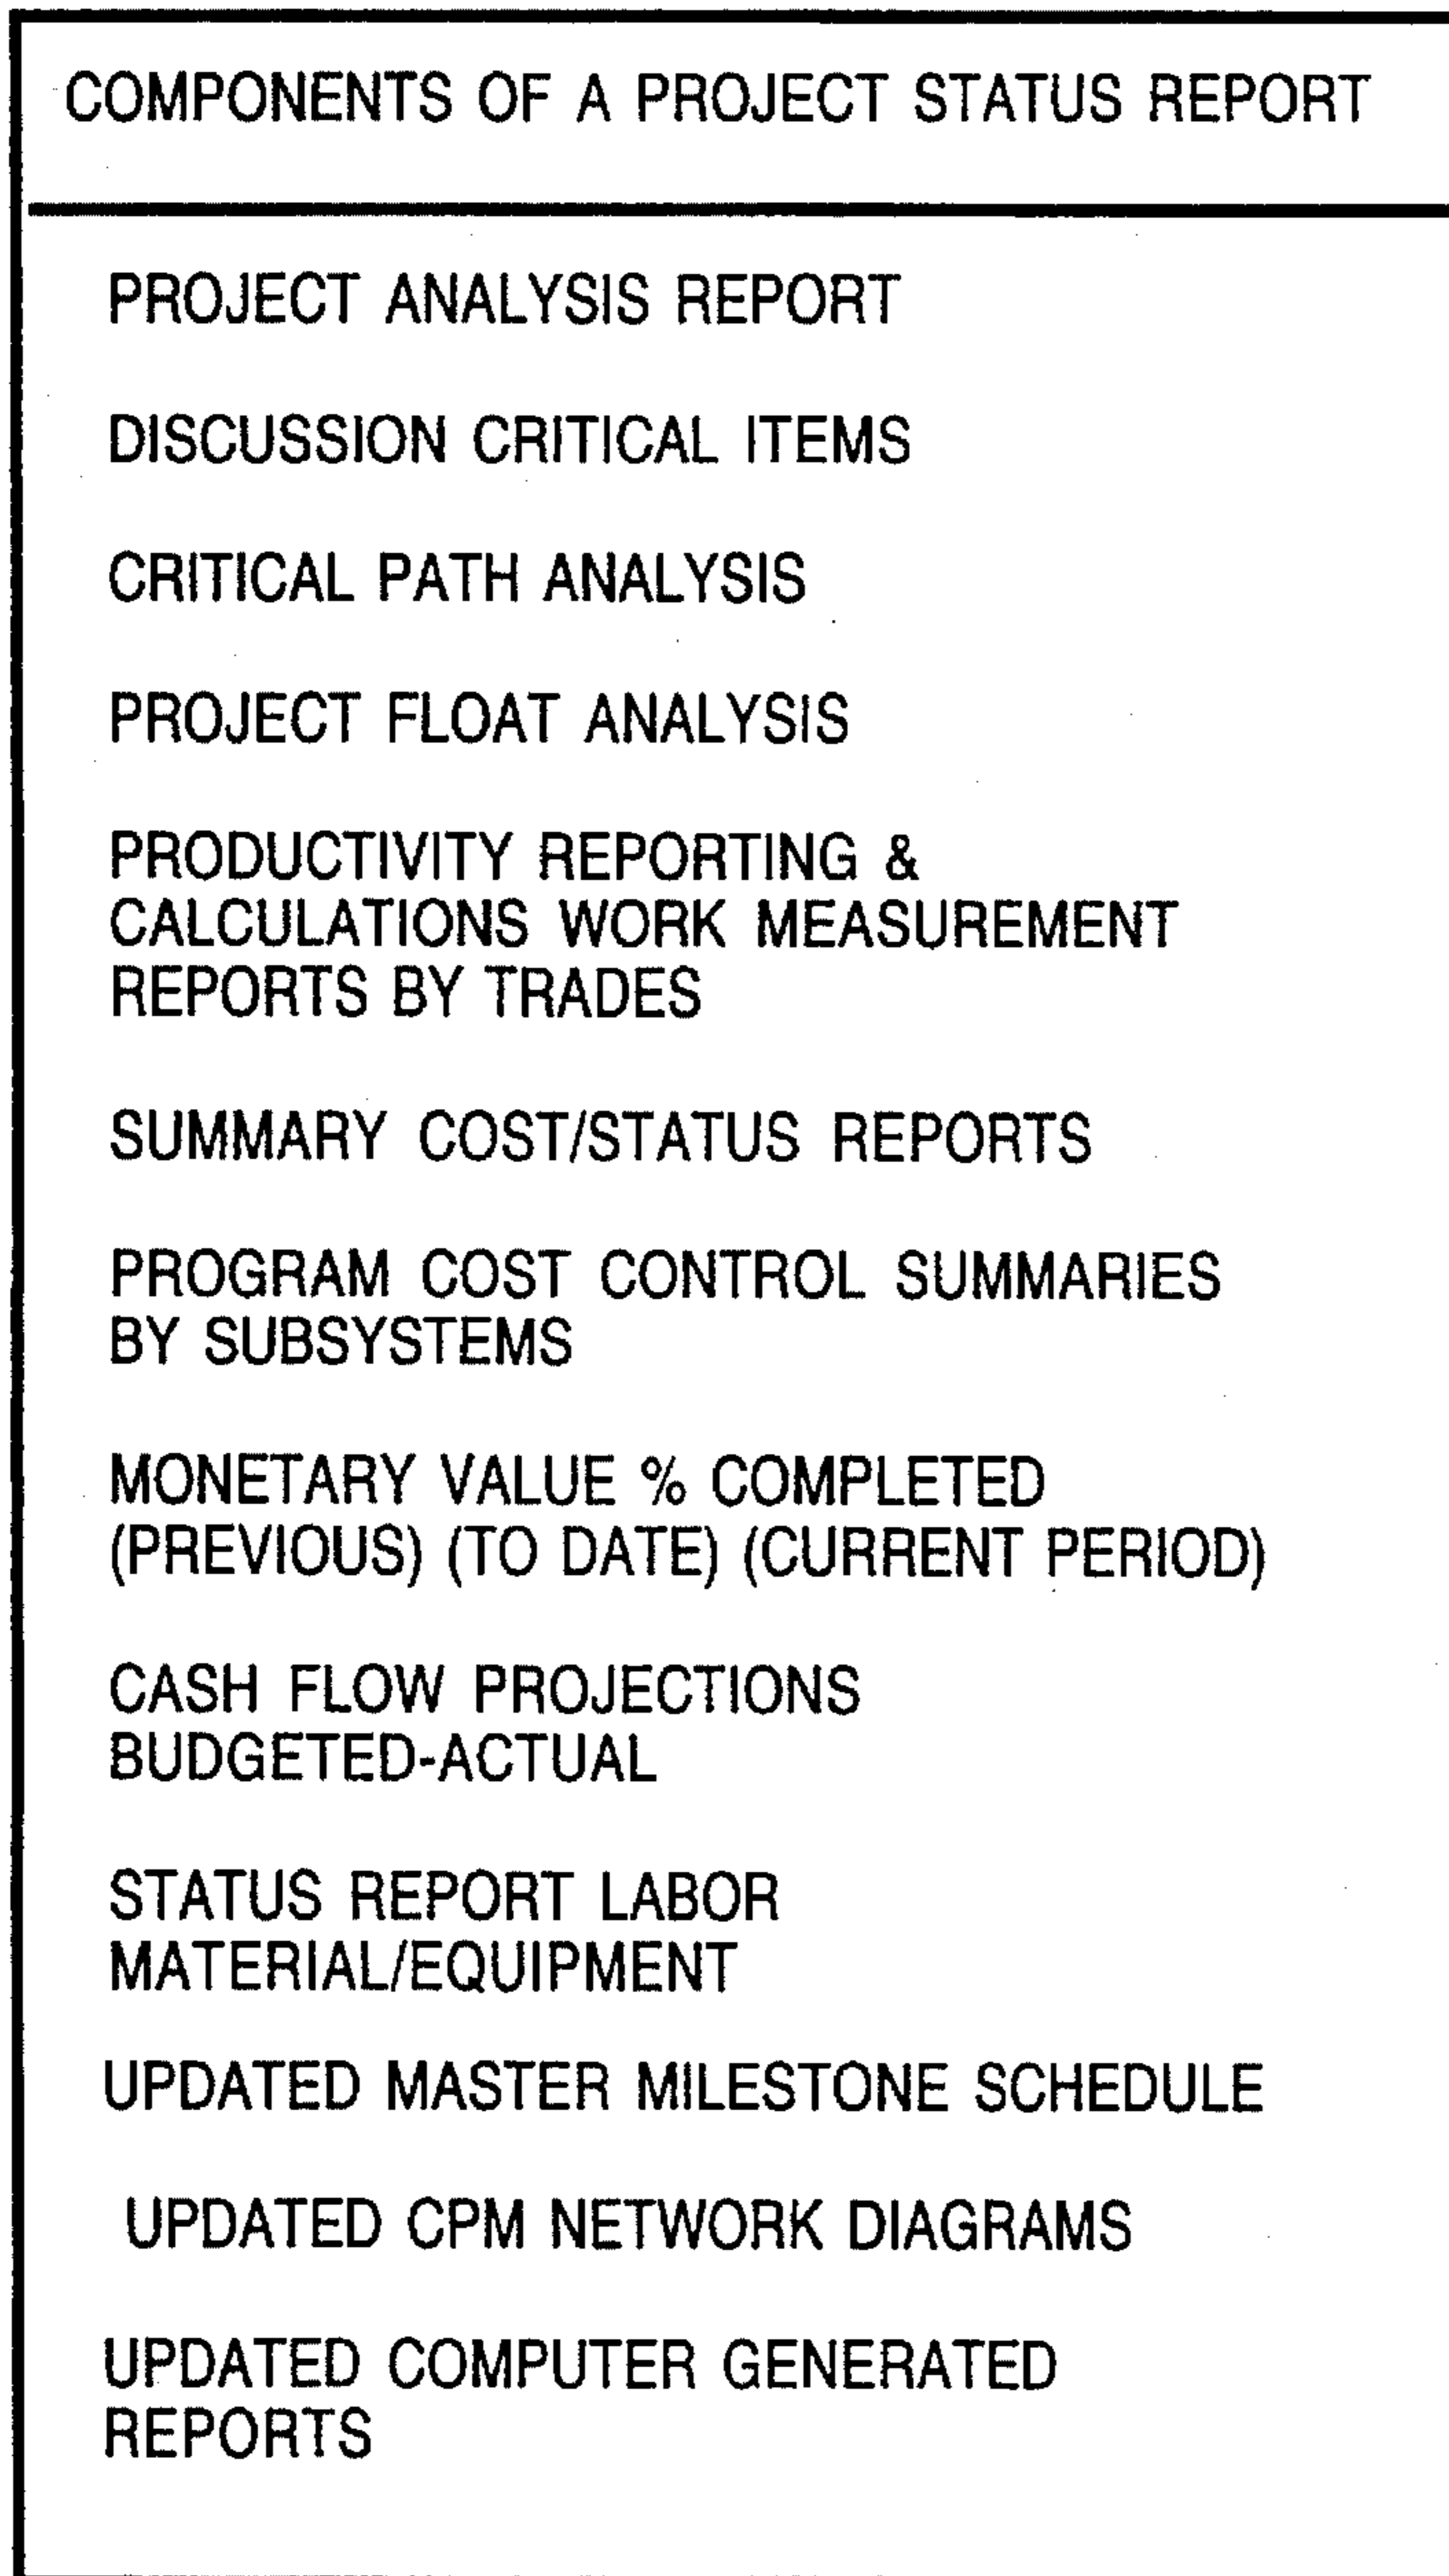 COMPONENTS OF A PROJECT STATUS REPORT
PROJECT ANALYSIS REPORT
DISCUSSION CRITICAL ITEMS
CRITICAL PATH ANALYSIS
PROJECT FLOAT ANALYSIS
PRODUCTIVITY REPORTING &
CALCULATIONS WORK MEASUREMENT
REPORTS BY TRADES
SUMMARY COST/STATUS REPORTS
PROGRAM COST CONTROL SUMMARIES
BY SUBSYSTEMS
MONETARY VALUE % COMPLETED
(PREVIOUS) (TO DATE) (CURRENT PERIOD)
CASH FLOW PROJECTIONS
BUDGETED-ACTUAL
STATUS REPORT LABOR
MATERIAL/EQUIPMENT
UPDATED MASTER MILESTONE SCHEDULE
UPDATED CPM NETWORK DIAGRAMS
UPDATED COMPUTER GENERATED
REPORTS